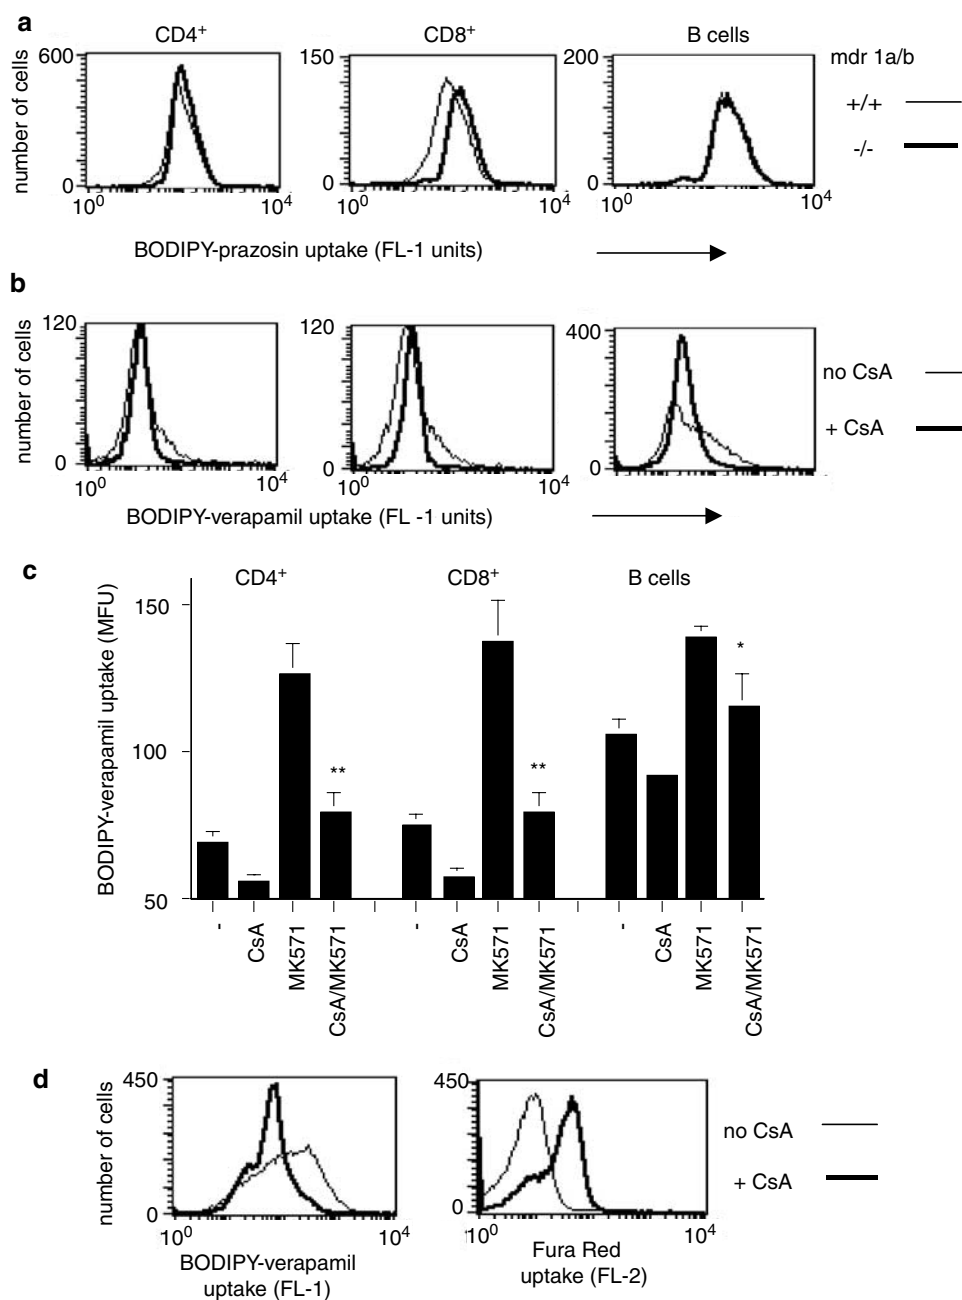 a
CD4+ CD8+ B cells
number of cells
600
0
10^0 10^4
150
0
10^0 10^4
200
0
10^0 10^4
mdr 1a/b
+/+
-/-
BODIPY-prazosin uptake (FL-1 units)
b
number of cells
120
0
10^0 10^4
120
0
10^0 10^4
400
0
10^0 10^4
no CsA
+ CsA
BODIPY-verapamil uptake (FL -1 units)
c
CD4+ CD8+ B cells
BODIPY-verapamil uptake (MFU)
150
100
50
** ** *
- CsA MK571 CsA/MK571 - CsA MK571 CsA/MK571 - CsA MK571 CsA/MK571
d
number of cells
450
0
10^0 10^4
BODIPY-verapamil
uptake (FL-1)
450
0
10^0 10^4
Fura Red
uptake (FL-2)
no CsA
+ CsA